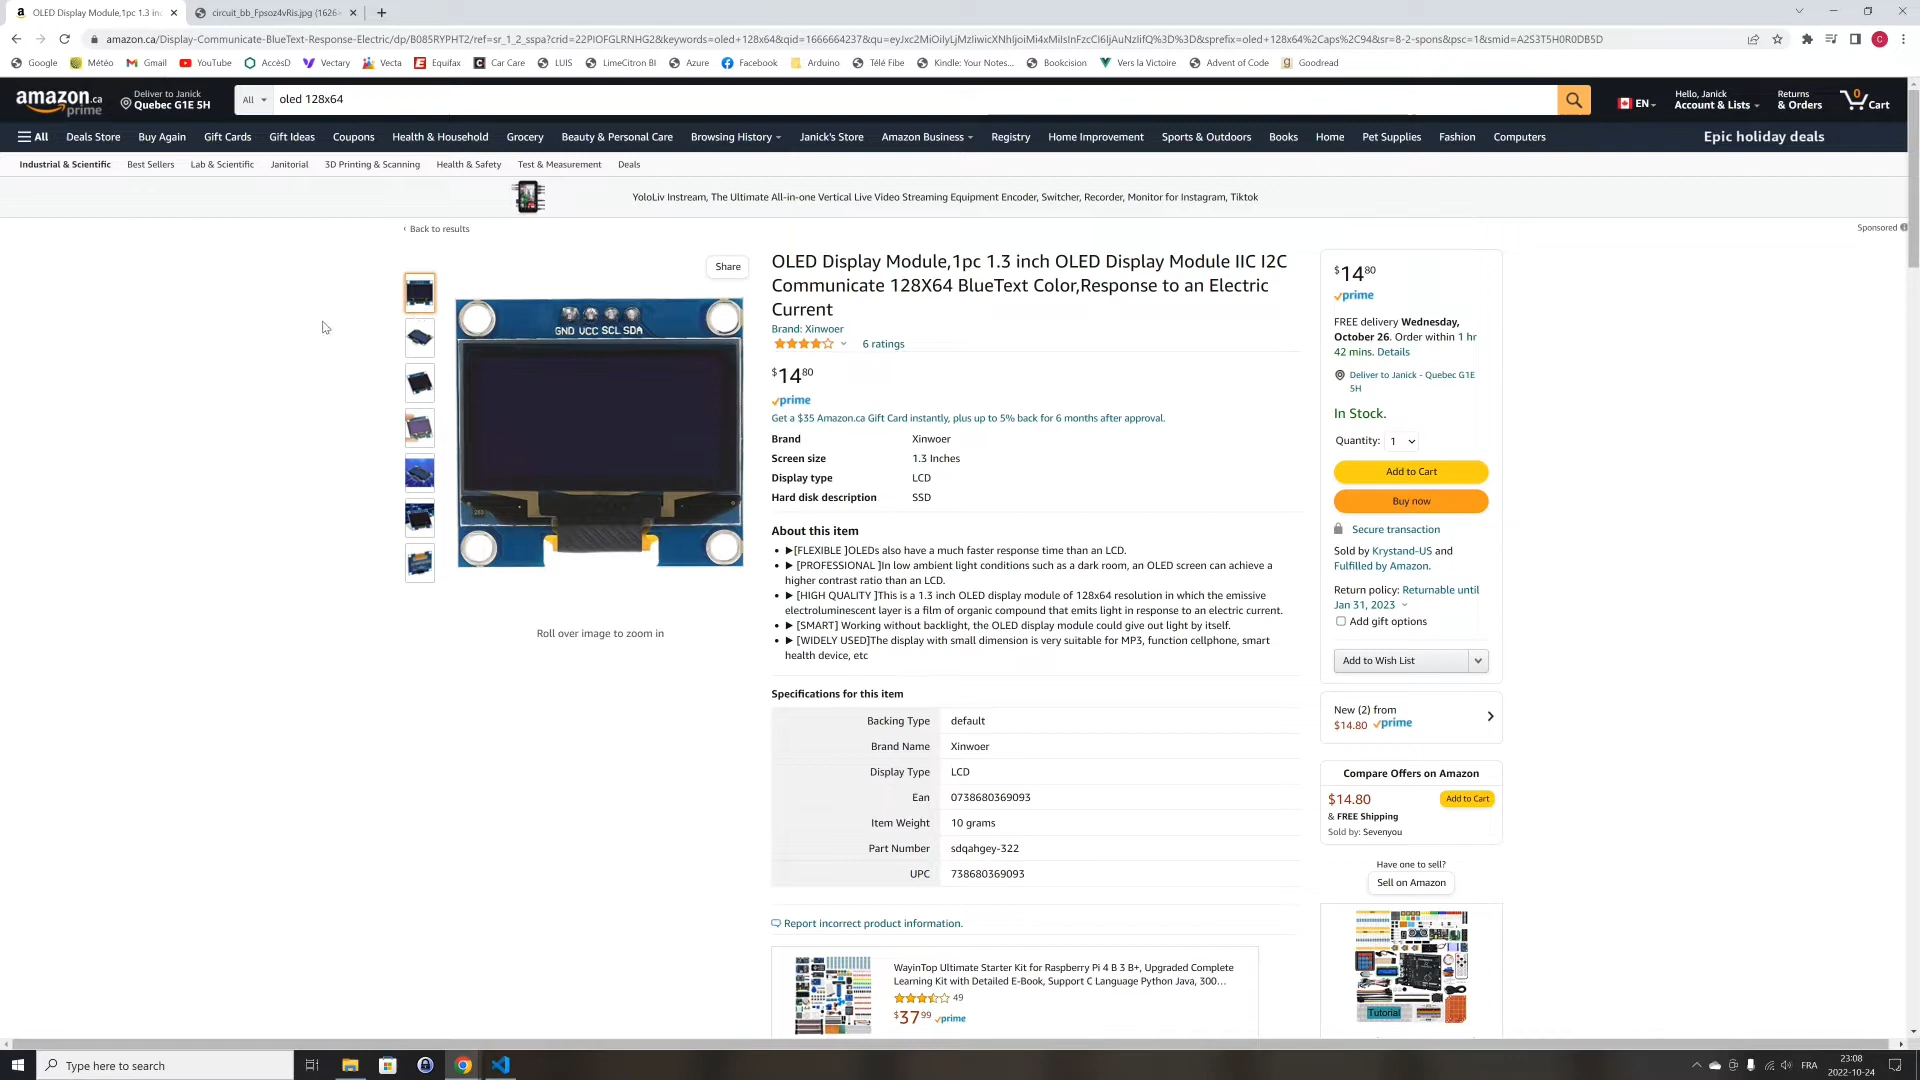 OLED Display Module,1pc 1.3 in
circuit_bb_Fpsoz4vRis.jpg (1626×
amazon.ca/Display-Communicate-BlueText-Response-Electric/dp/B085RYPHT2/ref=sr_1_2_sspa?crid=22PIOFGLRNHG2&keywords=oled+128x64&qid=1666664237&qu=eyJxc2MiOiIyLjMzIiwicXNhIjoiMi4xMiIsInFzcCI6IjAuNzIifQ%3D%3D&sprefix=oled+128x64%2Caps%2C94&sr=8-2-spons&psc=1&smid=A2S3T5H0R0DB5D
Google Météo Gmail YouTube AccèsD Vectary Vecta Equifax Car Care LUIS LimeCitron BI Azure Facebook Arduino Télé Fibe Kindle: Your Notes... Bookcision Vers la Victoire Advent of Code Goodread
amazon.ca
prime
Deliver to Janick
Quebec G1E 5H
All
oled 128x64
EN
Hello, Janick
Account & Lists
Returns
& Orders
0
Cart
All Deals Store Buy Again Gift Cards Gift Ideas Coupons Health & Household Grocery Beauty & Personal Care Browsing History Janick's Store Amazon Business Registry Home Improvement Sports & Outdoors Books Home Pet Supplies Fashion Computers
Epic holiday deals
Industrial & Scientific Best Sellers Lab & Scientific Janitorial 3D Printing & Scanning Health & Safety Test & Measurement Deals
YoloLiv Instream, The Ultimate All-in-one Vertical Live Video Streaming Equipment Encoder, Switcher, Recorder, Monitor for Instagram, Tiktok
‹ Back to results
Sponsored
Share
GND VCC SCL SDA
Roll over image to zoom in
OLED Display Module,1pc 1.3 inch OLED Display Module IIC I2C
Communicate 128X64 BlueText Color,Response to an Electric
Current
Brand: Xinwoer
6 ratings
$14 80
prime
Get a $35 Amazon.ca Gift Card instantly, plus up to 5% back for 6 months after approval.
Brand Xinwoer
Screen size 1.3 Inches
Display type LCD
Hard disk description SSD
About this item
• ▶[FLEXIBLE ]OLEDs also have a much faster response time than an LCD.
• ▶ [PROFESSIONAL ]In low ambient light conditions such as a dark room, an OLED screen can achieve a
higher contrast ratio than an LCD.
• ▶ [HIGH QUALITY ]This is a 1.3 inch OLED display module of 128x64 resolution in which the emissive
electroluminescent layer is a film of organic compound that emits light in response to an electric current.
• ▶ [SMART] Working without backlight, the OLED display module could give out light by itself.
• ▶ [WIDELY USED]The display with small dimension is very suitable for MP3, function cellphone, smart
health device, etc
Specifications for this item
Backing Type default
Brand Name Xinwoer
Display Type LCD
Ean 0738680369093
Item Weight 10 grams
Part Number sdqahgey-322
UPC 738680369093
Report incorrect product information.
WayinTop Ultimate Starter Kit for Raspberry Pi 4 B 3 B+, Upgraded Complete
Learning Kit with Detailed E-Book, Support C Language Python Java, 300...
49
$37 99 prime
$14 80
prime
FREE delivery Wednesday,
October 26. Order within 1 hr
42 mins. Details
Deliver to Janick - Quebec G1E
5H
In Stock.
Quantity: 1
Add to Cart
Buy now
Secure transaction
Sold by Krystand-US and
Fulfilled by Amazon.
Return policy: Returnable until
Jan 31, 2023
Add gift options
Add to Wish List
New (2) from
$14.80 prime
Compare Offers on Amazon
$14.80
Add to Cart
& FREE Shipping
Sold by: Sevenyou
Have one to sell?
Sell on Amazon
Tutorial
Type here to search
FRA
23:08
2022-10-24